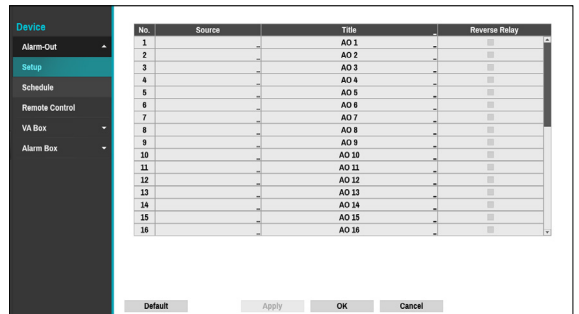 Device
Alarm-Out
Setup
Schedule
Remote Control
VA Box
Alarm Box
No. Source Title ... Reverse Relay
1 ... AO 1 ...
2 ... AO 2 ...
3 ... AO 3 ...
4 ... AO 4 ...
5 ... AO 5 ...
6 ... AO 6 ...
7 ... AO 7 ...
8 ... AO 8 ...
9 ... AO 9 ...
10 ... AO 10 ...
11 ... AO 11 ...
12 ... AO 12 ...
13 ... AO 13 ...
14 ... AO 14 ...
15 ... AO 15 ...
16 ... AO 16 ...
Default Apply OK Cancel